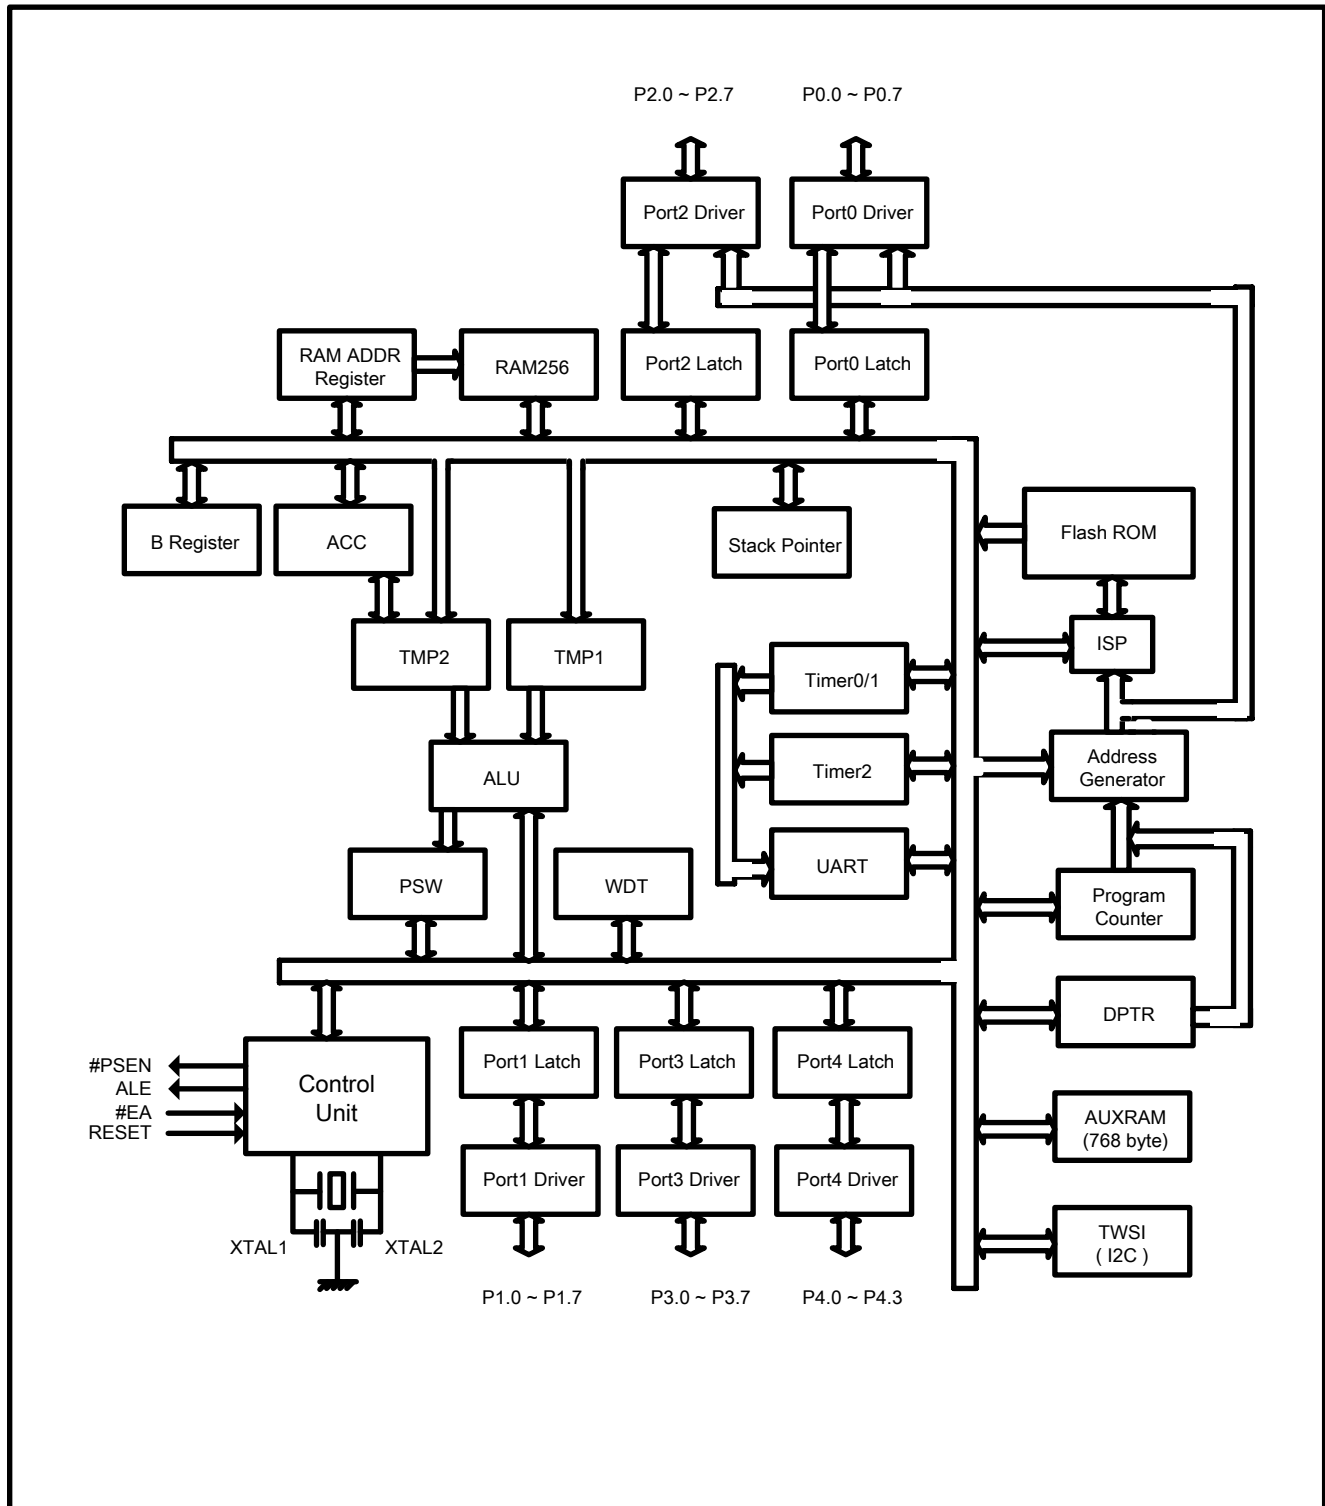 P2.0 ~ P2.7
P0.0 ~ P0.7
Port2 Driver
Port0 Driver
RAM ADDR
Register
RAM256
Port2 Latch
Port0 Latch
B Register
ACC
Stack Pointer
Flash ROM
TMP2
TMP1
ISP
Timer0/1
ALU
Timer2
Address
Generator
PSW
WDT
UART
Program
Counter
DPTR
#PSEN
ALE
#EA
RESET
Control
Unit
Port1 Latch
Port3 Latch
Port4 Latch
AUXRAM
(768 byte)
Port1 Driver
Port3 Driver
Port4 Driver
XTAL1
XTAL2
TWSI
( I2C )
P1.0 ~ P1.7
P3.0 ~ P3.7
P4.0 ~ P4.3